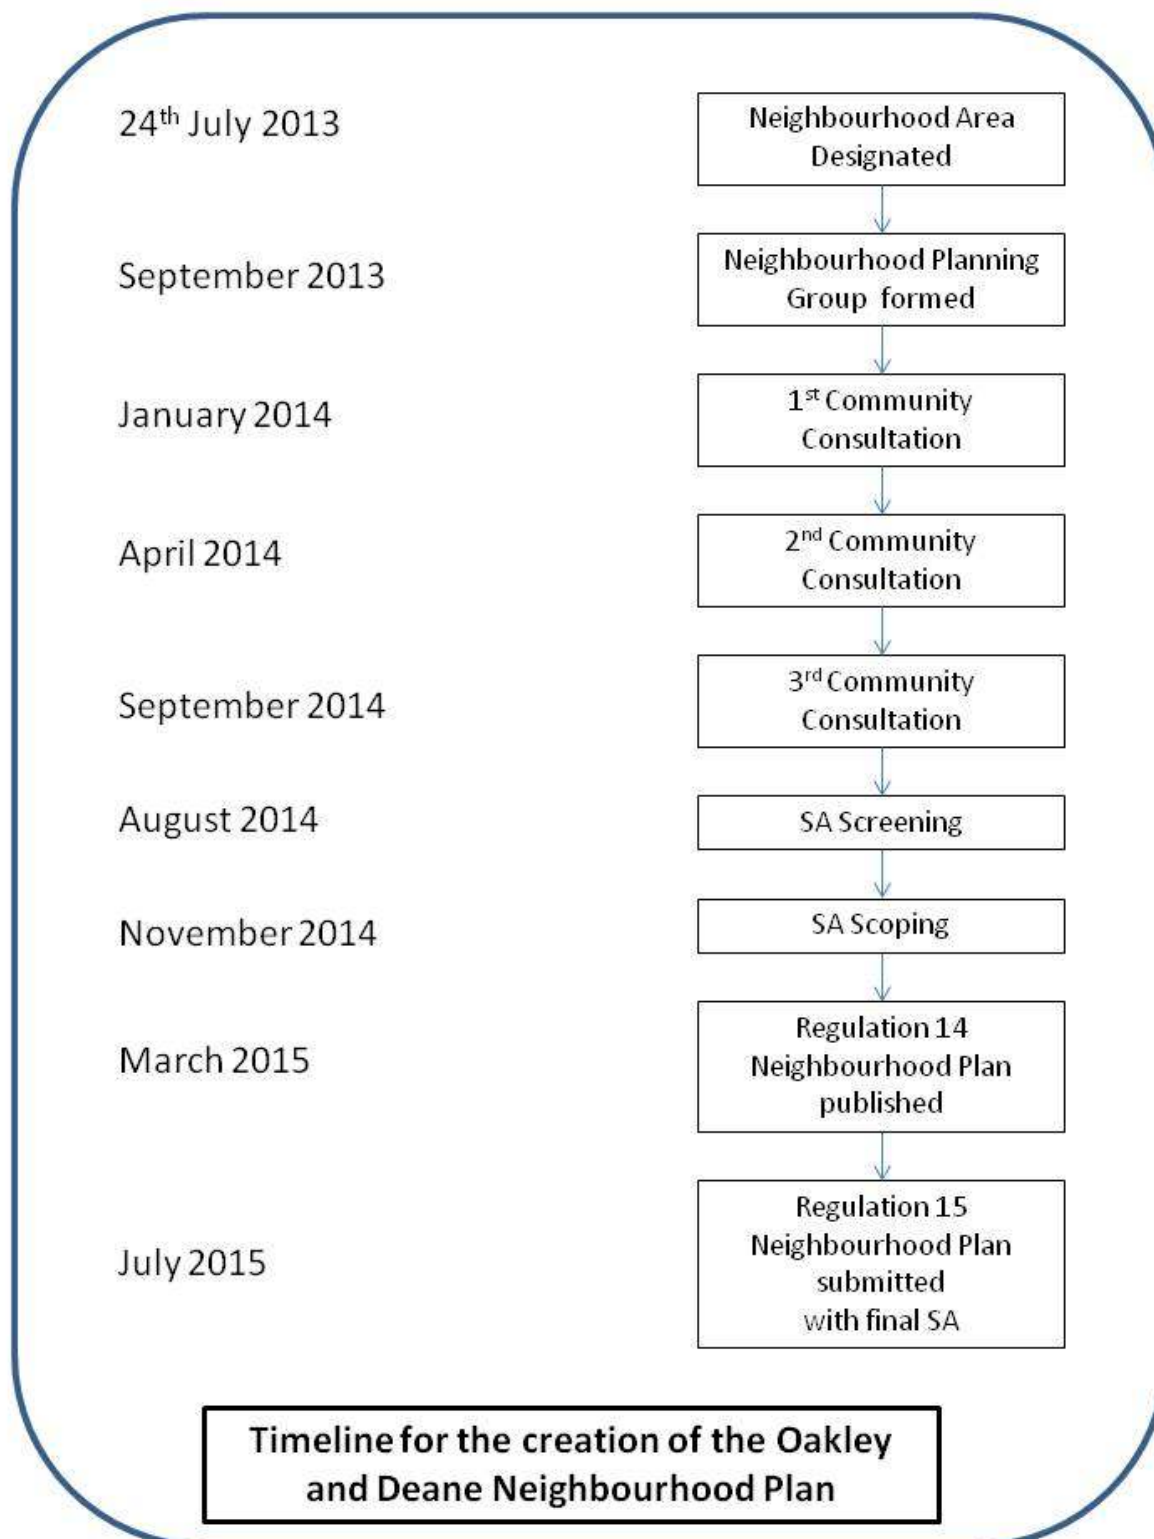 24th July 2013
Neighbourhood Area
Designated
September 2013
Neighbourhood Planning
Group formed
January 2014
1st Community
Consultation
April 2014
2nd Community
Consultation
September 2014
3rd Community
Consultation
August 2014
SA Screening
November 2014
SA Scoping
March 2015
Regulation 14
Neighbourhood Plan
published
July 2015
Regulation 15
Neighbourhood Plan
submitted
with final SA
Timeline for the creation of the Oakley
and Deane Neighbourhood Plan